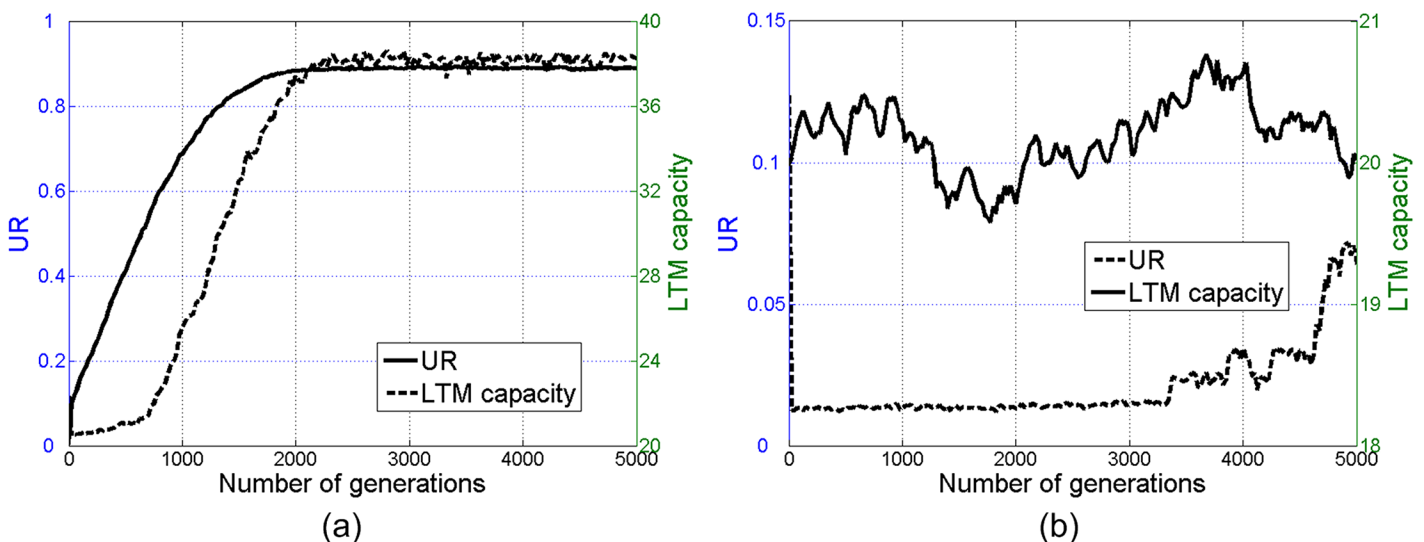 1
0.8
0.6
0.4
0.2
0
UR
40
36
32
28
24
20
LTM capacity
UR
LTM capacity
0 1000 2000 3000 4000 5000
Number of generations
(a)
0.15
0.1
0.05
0
UR
21
20
19
18
LTM capacity
UR
LTM capacity
0 1000 2000 3000 4000 5000
Number of generations
(b)